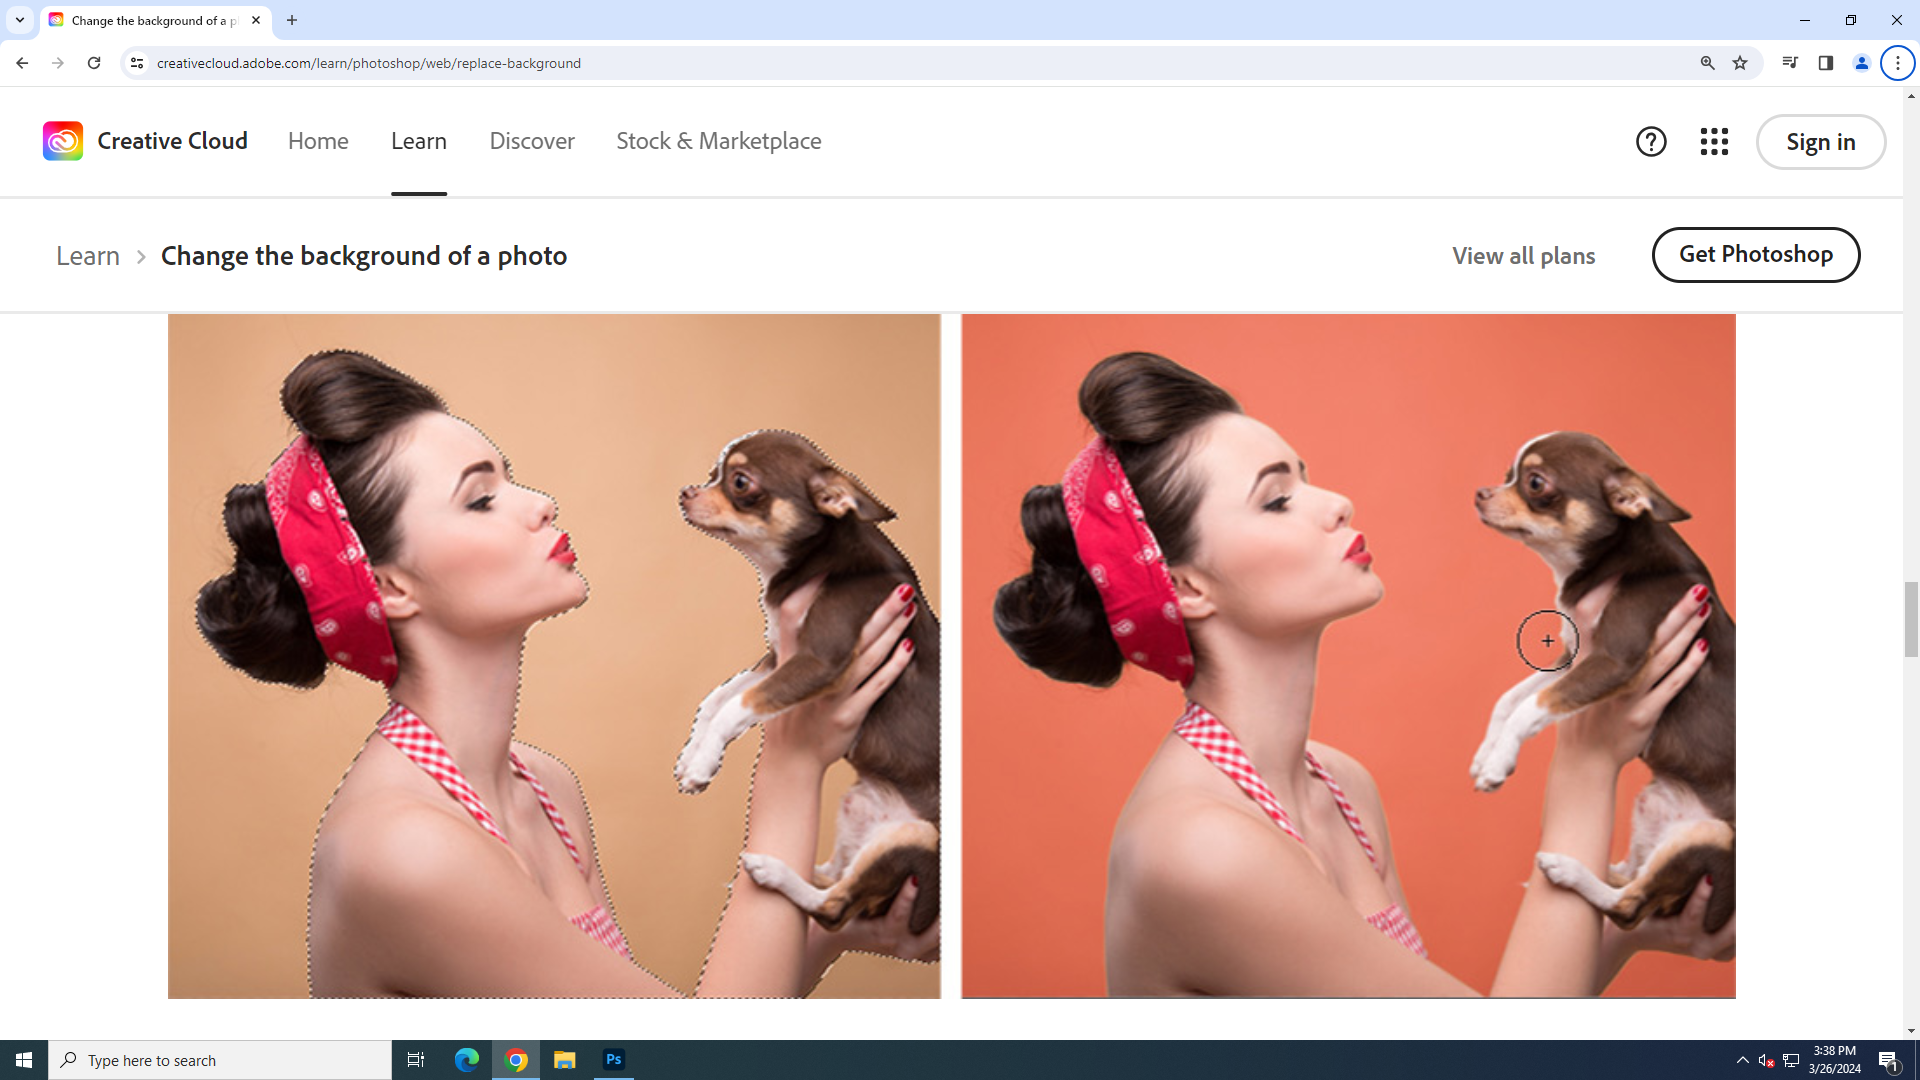 Change the background of a p
creativecloud.adobe.com/learn/photoshop/web/replace-background
Creative Cloud
Home
Learn
Discover
Stock & Marketplace
Sign in
Learn
Change the background of a photo
View all plans
Get Photoshop
Type here to search
Ps
3:38 PM
3/26/2024
1